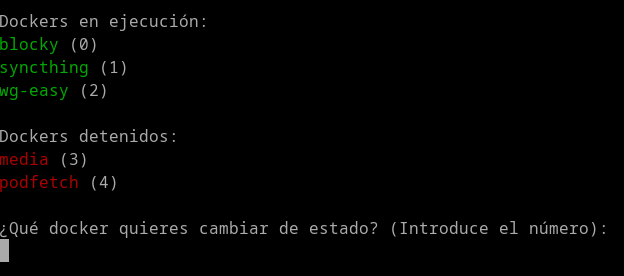 Dockers en ejecución:
blocky (0)
syncthing (1)
wg-easy (2)
Dockers detenidos:
media (3)
podfetch (4)
¿Qué docker quieres cambiar de estado? (Introduce el número):